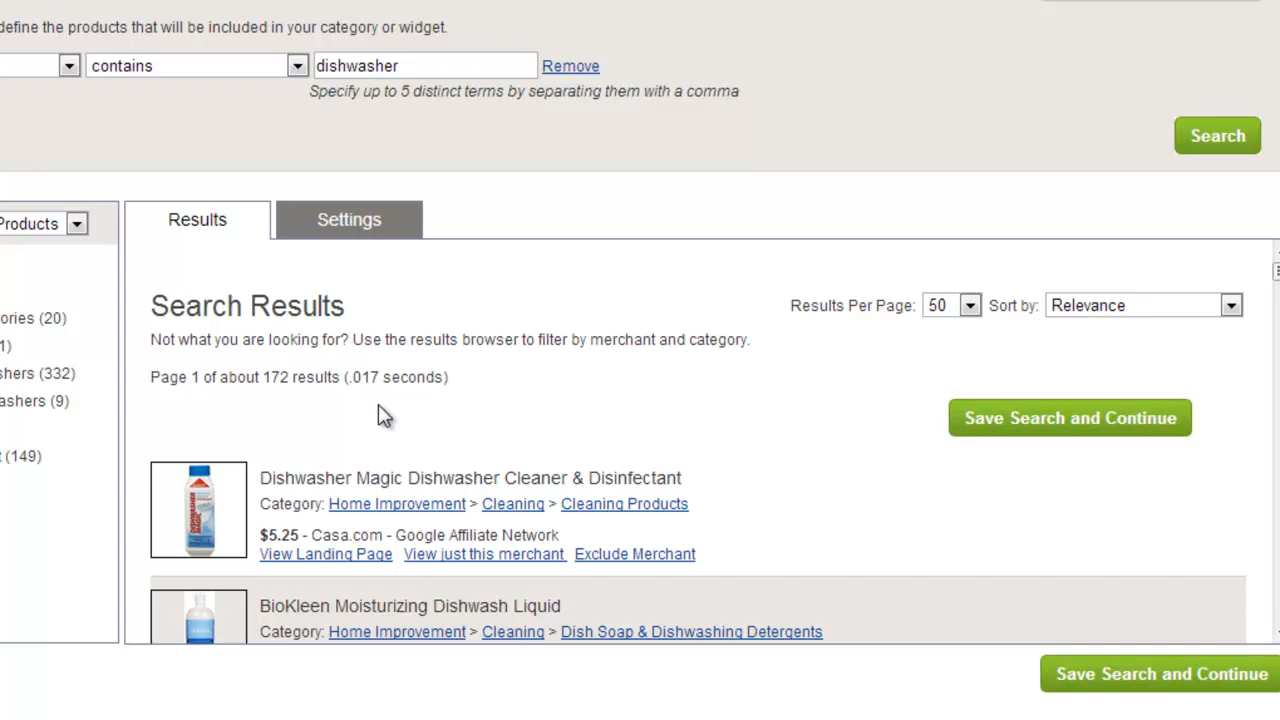 define the products that will be included in your category or widget.
contains dishwasher Remove
Specify up to 5 distinct terms by separating them with a comma
Search
Products
Results Settings
ories (20)
1)
shers (332)
ashers (9)
t (149)
Search Results
Results Per Page: 50 Sort by: Relevance
Not what you are looking for? Use the results browser to filter by merchant and category.
Page 1 of about 172 results (.017 seconds)
Save Search and Continue
Dishwasher Magic Dishwasher Cleaner & Disinfectant
Category: Home Improvement > Cleaning > Cleaning Products
$5.25 - Casa.com - Google Affiliate Network
View Landing Page View just this merchant Exclude Merchant
BioKleen Moisturizing Dishwash Liquid
Category: Home Improvement > Cleaning > Dish Soap & Dishwashing Detergents
Save Search and Continue